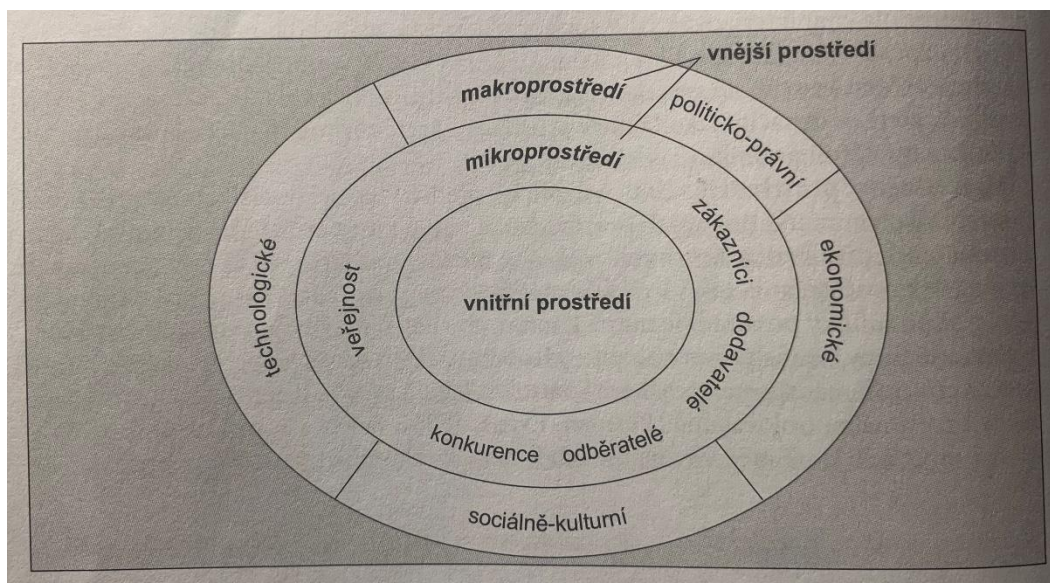 vnější prostředí
makroprostředí
politicko-právní
mikroprostředí
zákazníci
technologické
veřejnost
vnitřní prostředí
dodavatelé
ekonomické
konkurence
odběratelé
sociálně-kulturní